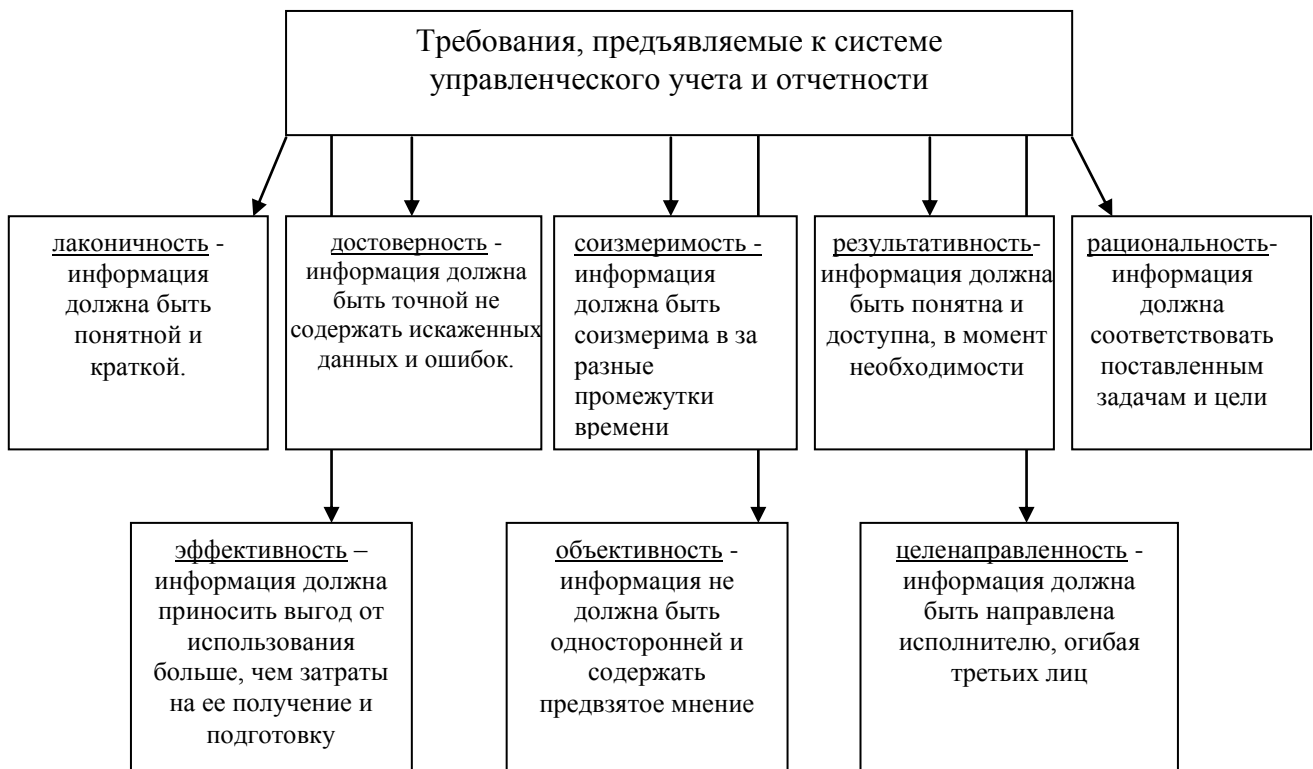 Требования, предъявляемые к системе
управленческого учета и отчетности
лаконичность -
информация
должна быть
понятной и
краткой.
достоверность -
информация должна
быть точной не
содержать искаженных
данных и ошибок.
соизмеримость -
информация
должна быть
соизмерима в за
разные
промежутки
времени
результативность-
информация должна
быть понятна и
доступна, в момент
необходимости
рациональность-
информация
должна
соответствовать
поставленным
задачам и цели
эффективность –
информация должна
приносить выгод от
использования
больше, чем затраты
на ее получение и
подготовку
объективность -
информация не
должна быть
односторонней и
содержать
предвзятое мнение
целенаправленность -
информация должна
быть направлена
исполнителю, огибая
третьих лиц